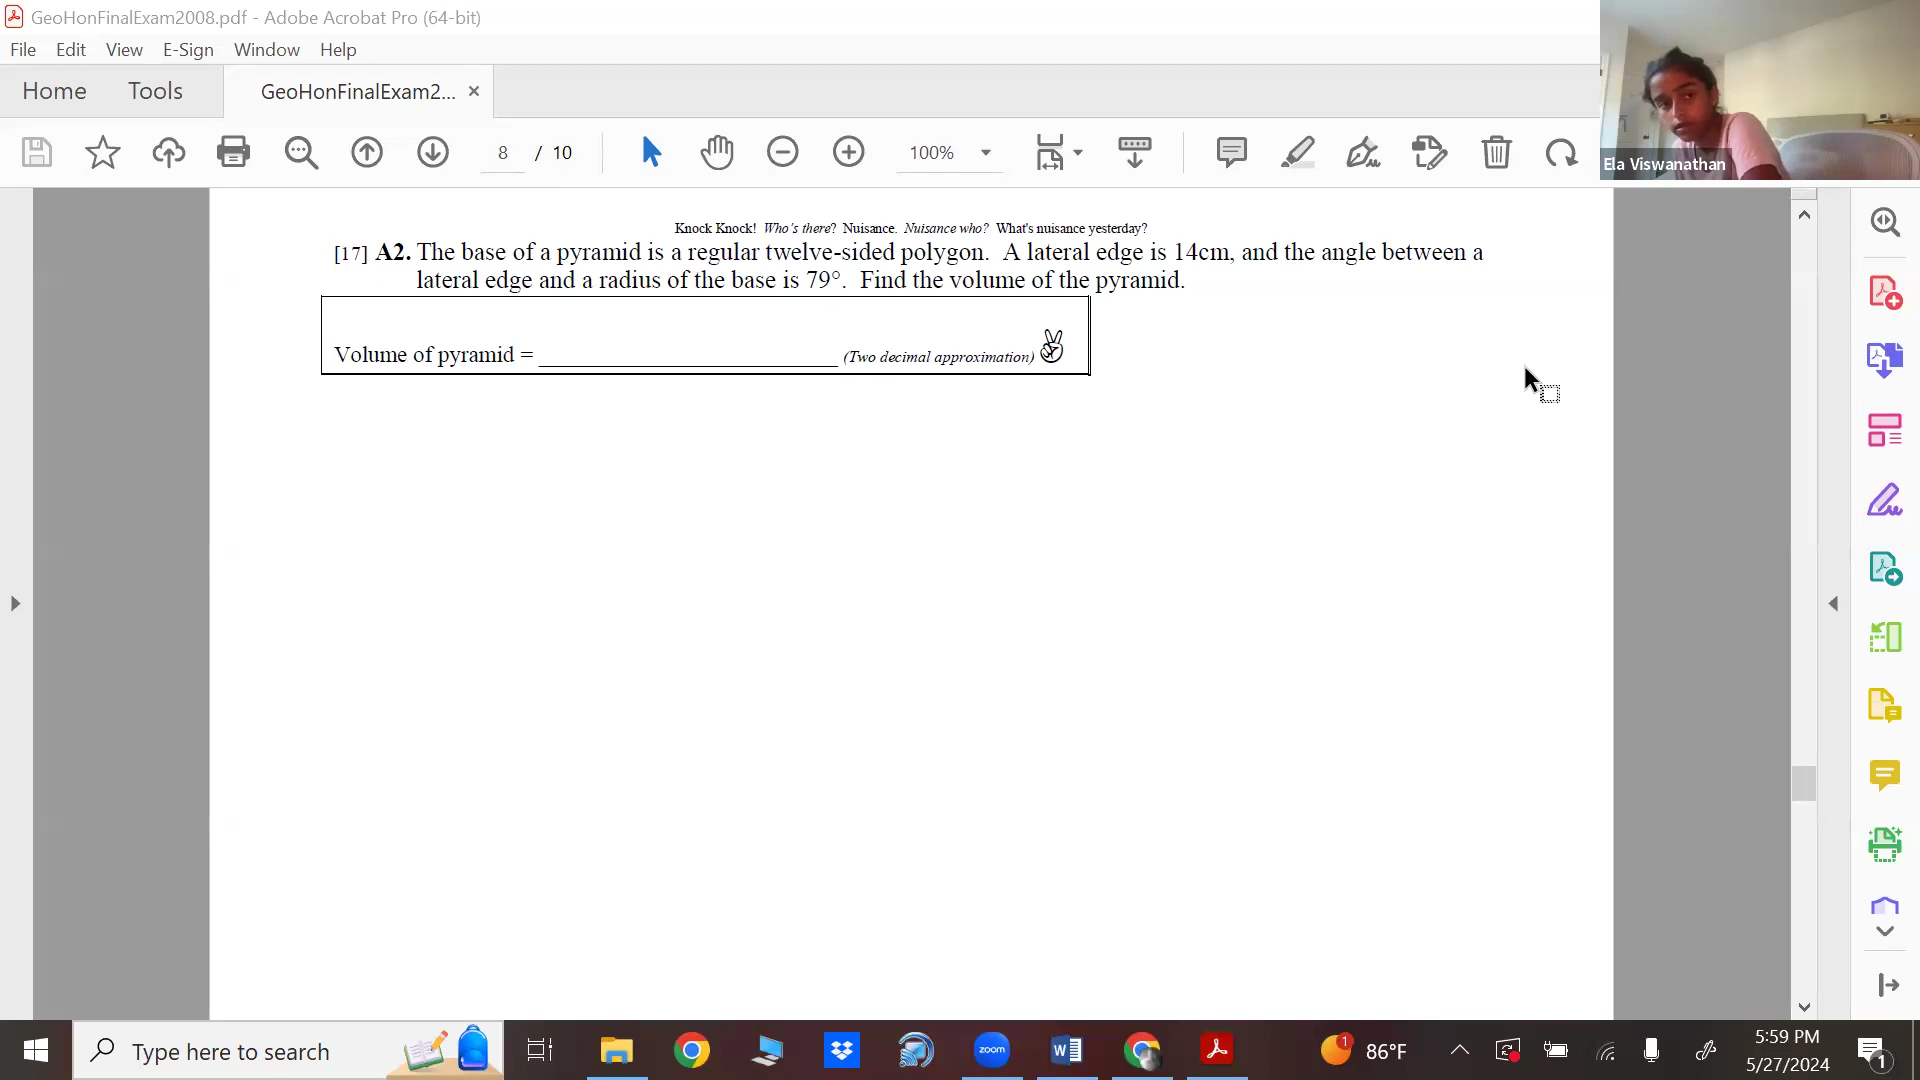 GeoHonFinalExam2008.pdf - Adobe Acrobat Pro (64-bit)
File Edit View E-Sign Window Help
Home Tools GeoHonFinalExam2... ×
8 / 10 100%
Ela Viswanathan
Knock Knock! Who's there? Nuisance. Nuisance who? What's nuisance yesterday?
[17] A2. The base of a pyramid is a regular twelve-sided polygon. A lateral edge is 14cm, and the angle between a
lateral edge and a radius of the base is 79°. Find the volume of the pyramid.
Volume of pyramid = ______________________ (Two decimal approximation)
Type here to search
zoom
1
86°F
5:59 PM
5/27/2024
1